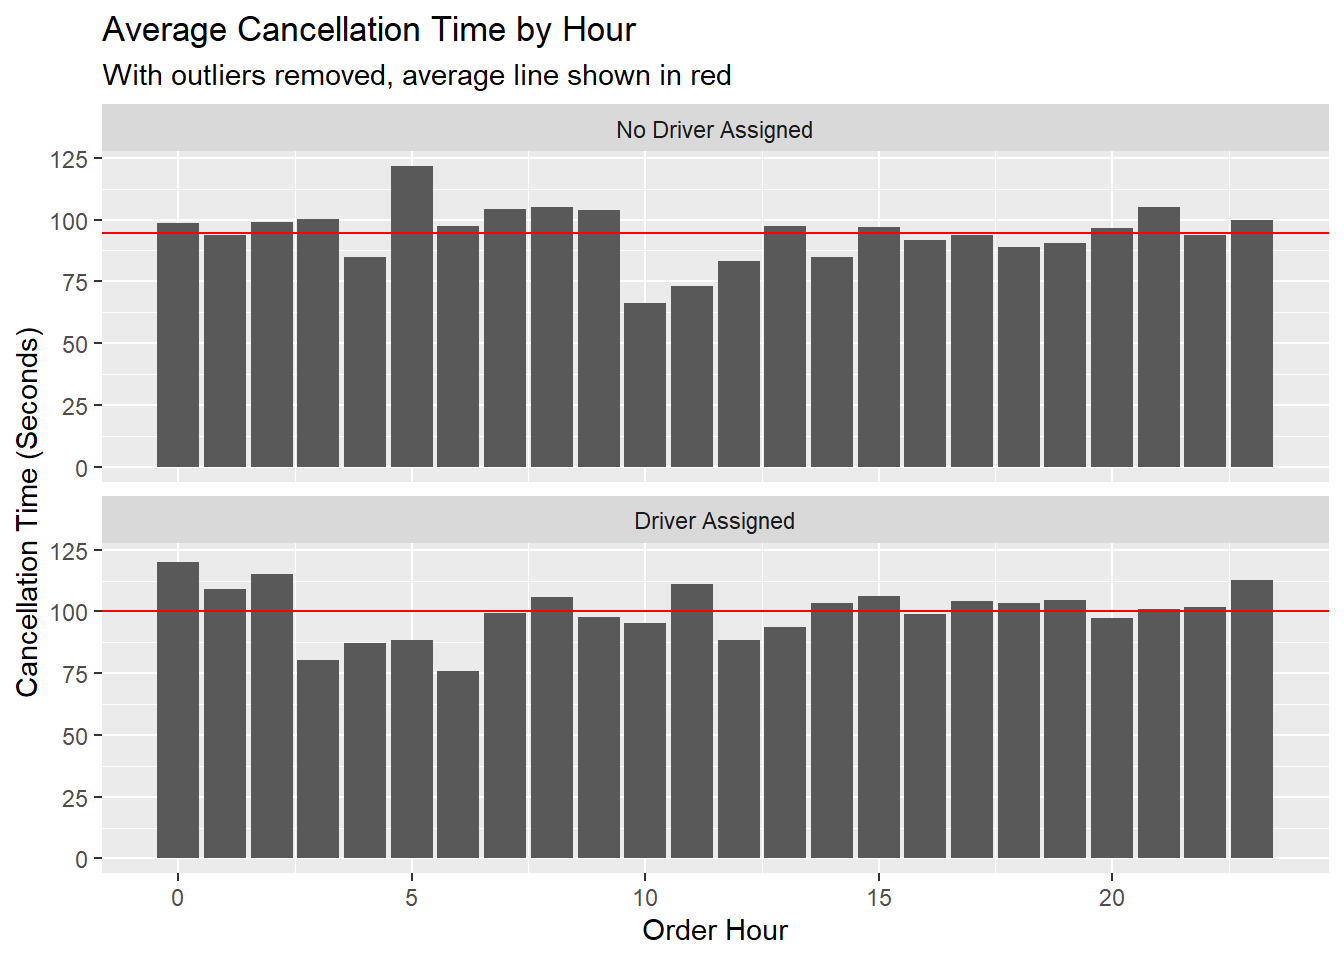 Average Cancellation Time by Hour
With outliers removed, average line shown in red
No Driver Assigned
125
100
75
50
25
0
Cancellation Time (Seconds)
Driver Assigned
125
100
75
50
25
0
0 5 10 15 20
Order Hour